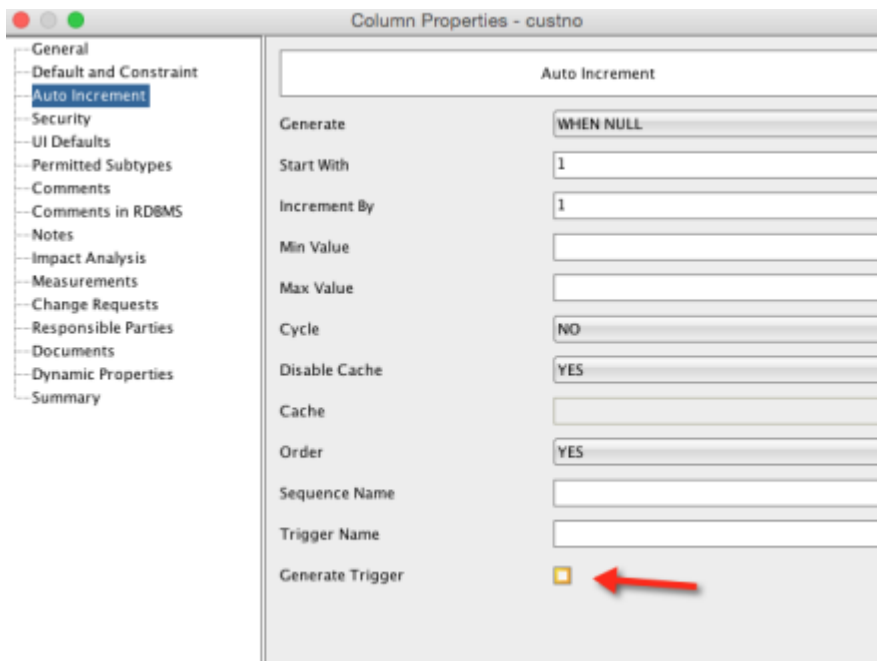 Column Properties - custno
General
Default and Constraint
Auto Increment
Security
UI Defaults
Permitted Subtypes
Comments
Comments in RDBMS
Notes
Impact Analysis
Measurements
Change Requests
Responsible Parties
Documents
Dynamic Properties
Summary
Auto Increment
Generate WHEN NULL
Start With 1
Increment By 1
Min Value
Max Value
Cycle NO
Disable Cache YES
Cache
Order YES
Sequence Name
Trigger Name
Generate Trigger